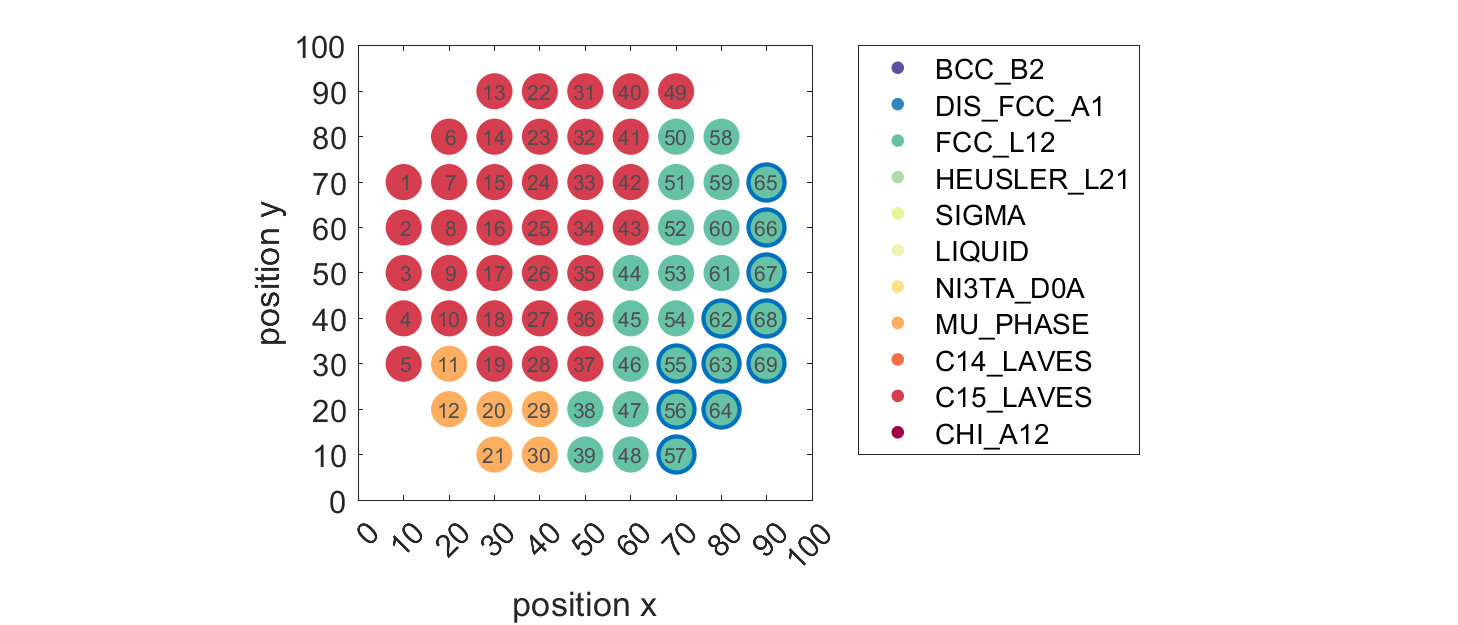 100
90
80
70
60
50
40
30
20
10
0
position y
13 22 31 40 49
6 14 23 32 41 50 58
1 7 15 24 33 42 51 59 65
2 8 16 25 34 43 52 60 66
3 9 17 26 35 44 53 61 67
4 10 18 27 36 45 54 62 68
5 11 19 28 37 46 55 63 69
12 20 29 38 47 56 64
21 30 39 48 57
0 10 20 30 40 50 60 70 80 90 100
position x
BCC_B2
DIS_FCC_A1
FCC_L12
HEUSLER_L21
SIGMA
LIQUID
NI3TA_D0A
MU_PHASE
C14_LAVES
C15_LAVES
CHI_A12